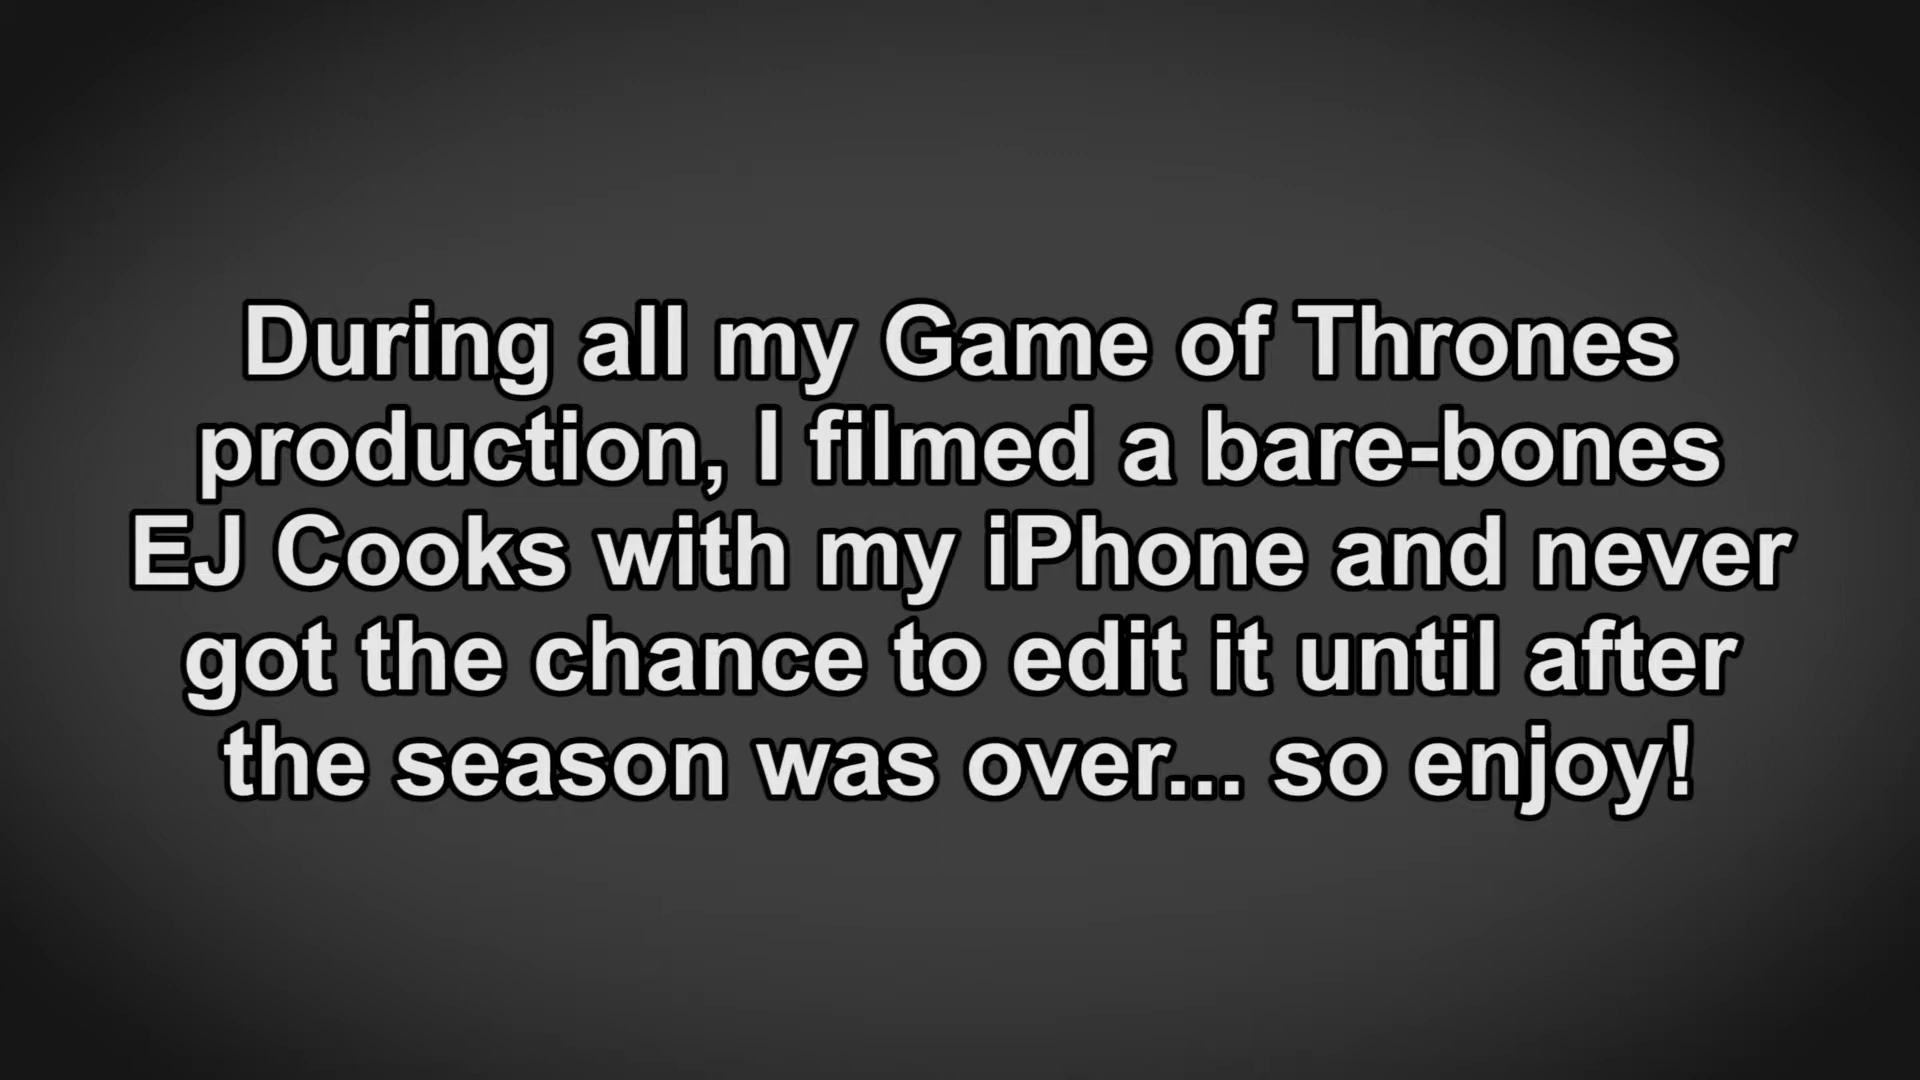 During all my Game of Thrones
production, I filmed a bare-bones
EJ Cooks with my iPhone and never
got the chance to edit it until after
the season was over... so enjoy!